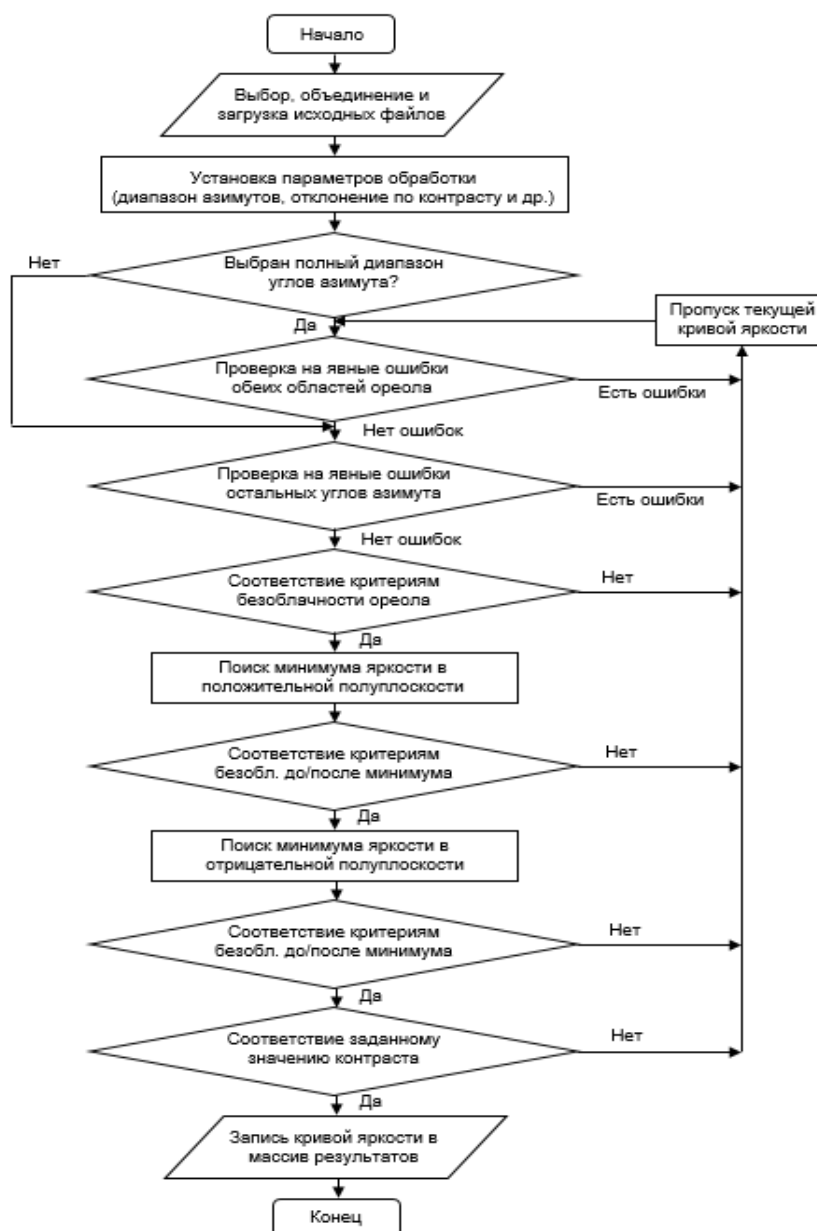 Начало
Выбор, объединение и
загрузка исходных файлов
Установка параметров обработки
(диапазон азимутов, отклонение по контрасту и др.)
Нет
Выбран полный диапазон
углов азимута?
Да
Пропуск текущей
кривой яркости
Проверка на явные ошибки
обеих областей ореола
Есть ошибки
Нет ошибок
Проверка на явные ошибки
остальных углов азимута
Есть ошибки
Нет ошибок
Соответствие критериям
безоблачности ореола
Нет
Да
Поиск минимума яркости в
положительной полуплоскости
Соответствие критериям
безобл. до/после минимума
Нет
Да
Поиск минимума яркости в
отрицательной полуплоскости
Соответствие критериям
безобл. до/после минимума
Нет
Да
Соответствие заданному
значению контраста
Нет
Да
Запись кривой яркости в
массив результатов
Конец